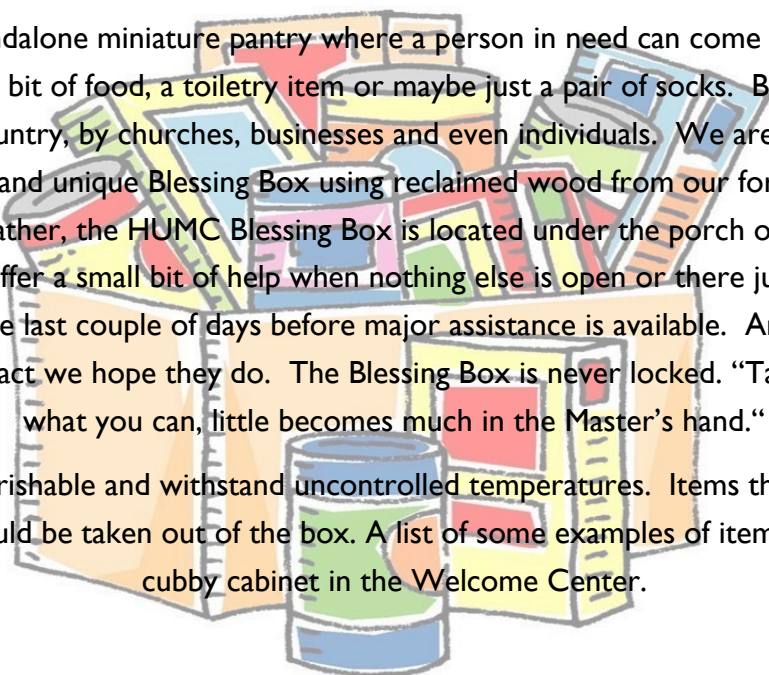 ndalone miniature pantry where a person in need can come
bit of food, a toiletry item or maybe just a pair of socks. B
untry, by churches, businesses and even individuals. We are
and unique Blessing Box using reclaimed wood from our for
ather, the HUMC Blessing Box is located under the porch o
ffer a small bit of help when nothing else is open or there ju
e last couple of days before major assistance is available. A
act we hope they do. The Blessing Box is never locked. “Ta
what you can, little becomes much in the Master’s hand.“
rishable and withstand uncontrolled temperatures. Items th
uld be taken out of the box. A list of some examples of item
cubby cabinet in the Welcome Center.